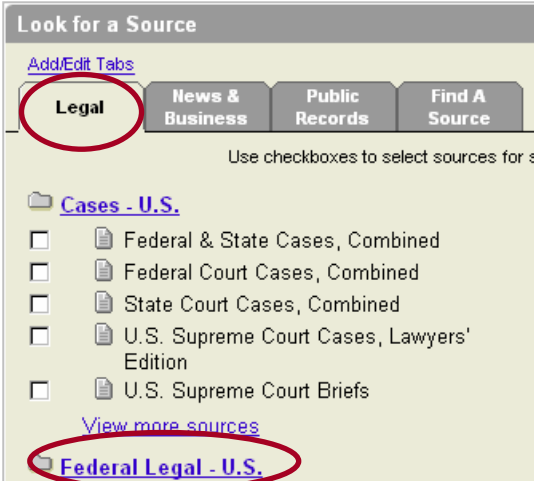 Look for a Source
Add/Edit Tabs
Legal
News & Business
Public Records
Find A Source
Use checkboxes to select sources for
Cases - U.S.
Federal & State Cases, Combined
Federal Court Cases, Combined
State Court Cases, Combined
U.S. Supreme Court Cases, Lawyers'
Edition
U.S. Supreme Court Briefs
View more sources
Federal Legal - U.S.